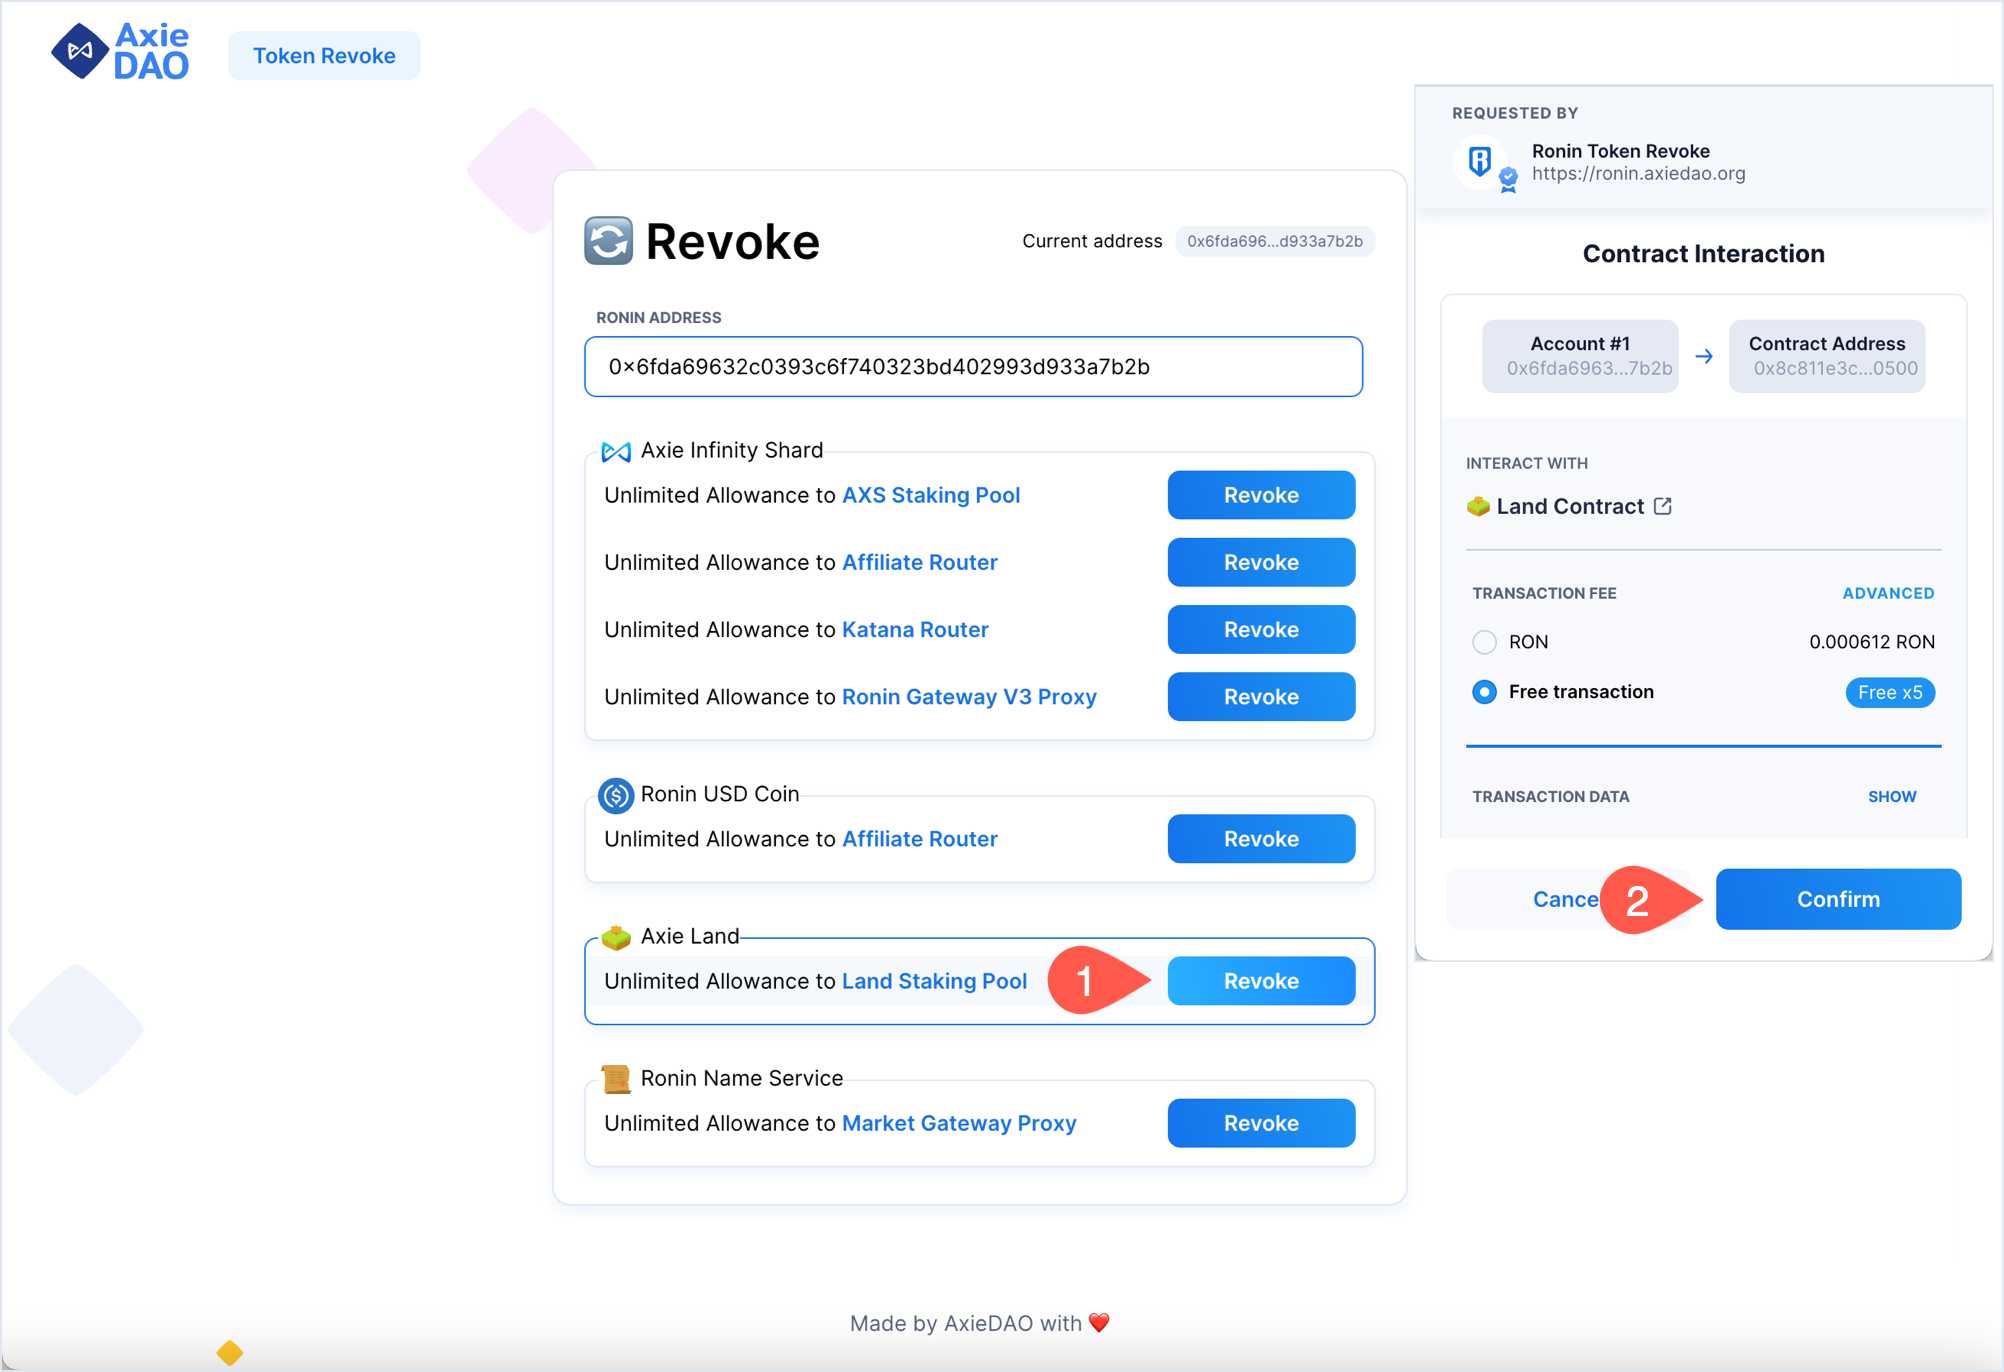 Axie
DAO
Token Revoke
Revoke
Current address 0x6fda696...d933a7b2b
RONIN ADDRESS
0×6fda69632c0393c6f740323bd402993d933a7b2b
Axie Infinity Shard
Unlimited Allowance to AXS Staking Pool Revoke
Unlimited Allowance to Affiliate Router Revoke
Unlimited Allowance to Katana Router Revoke
Unlimited Allowance to Ronin Gateway V3 Proxy Revoke
Ronin USD Coin
Unlimited Allowance to Affiliate Router Revoke
Axie Land
Unlimited Allowance to Land Staking Pool 1 Revoke
Ronin Name Service
Unlimited Allowance to Market Gateway Proxy Revoke
REQUESTED BY
Ronin Token Revoke
https://ronin.axiedao.org
Contract Interaction
Account #1
0x6fda6963...7b2b
Contract Address
0x8c811e3c...0500
INTERACT WITH
Land Contract
TRANSACTION FEE ADVANCED
RON 0.000612 RON
Free transaction Free x5
TRANSACTION DATA SHOW
Cance 2 Confirm
Made by AxieDAO with ❤️